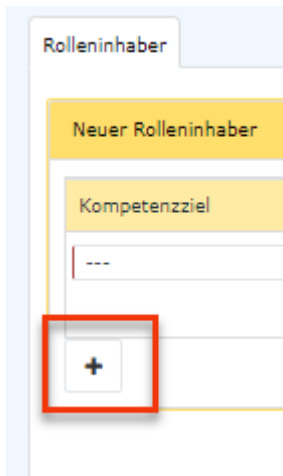 Rolleninhaber
Neuer Rolleninhaber
Kompetenzziel
---
+